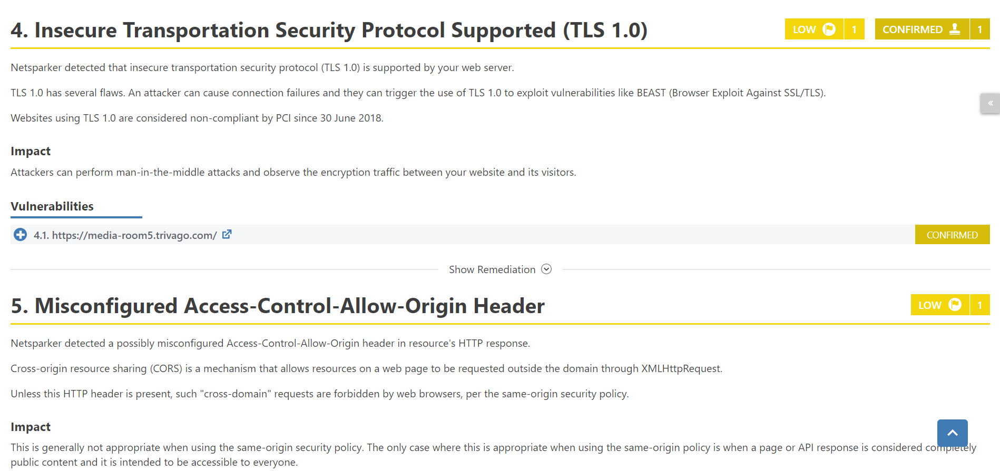 4. Insecure Transportation Security Protocol Supported (TLS 1.0)
LOW 1
CONFIRMED 1
Netsparker detected that insecure transportation security protocol (TLS 1.0) is supported by your web server.
TLS 1.0 has several flaws. An attacker can cause connection failures and they can trigger the use of TLS 1.0 to exploit vulnerabilities like BEAST (Browser Exploit Against SSL/TLS).
Websites using TLS 1.0 are considered non-compliant by PCI since 30 June 2018.
Impact
Attackers can perform man-in-the-middle attacks and observe the encryption traffic between your website and its visitors.
Vulnerabilities
4.1. https://media-room5.trivago.com/
CONFIRMED
Show Remediation
5. Misconfigured Access-Control-Allow-Origin Header
LOW 1
Netsparker detected a possibly misconfigured Access-Control-Allow-Origin header in resource's HTTP response.
Cross-origin resource sharing (CORS) is a mechanism that allows resources on a web page to be requested outside the domain through XMLHttpRequest.
Unless this HTTP header is present, such "cross-domain" requests are forbidden by web browsers, per the same-origin security policy.
Impact
This is generally not appropriate when using the same-origin security policy. The only case where this is appropriate when using the same-origin policy is when a page or API response is considered completely
public content and it is intended to be accessible to everyone.